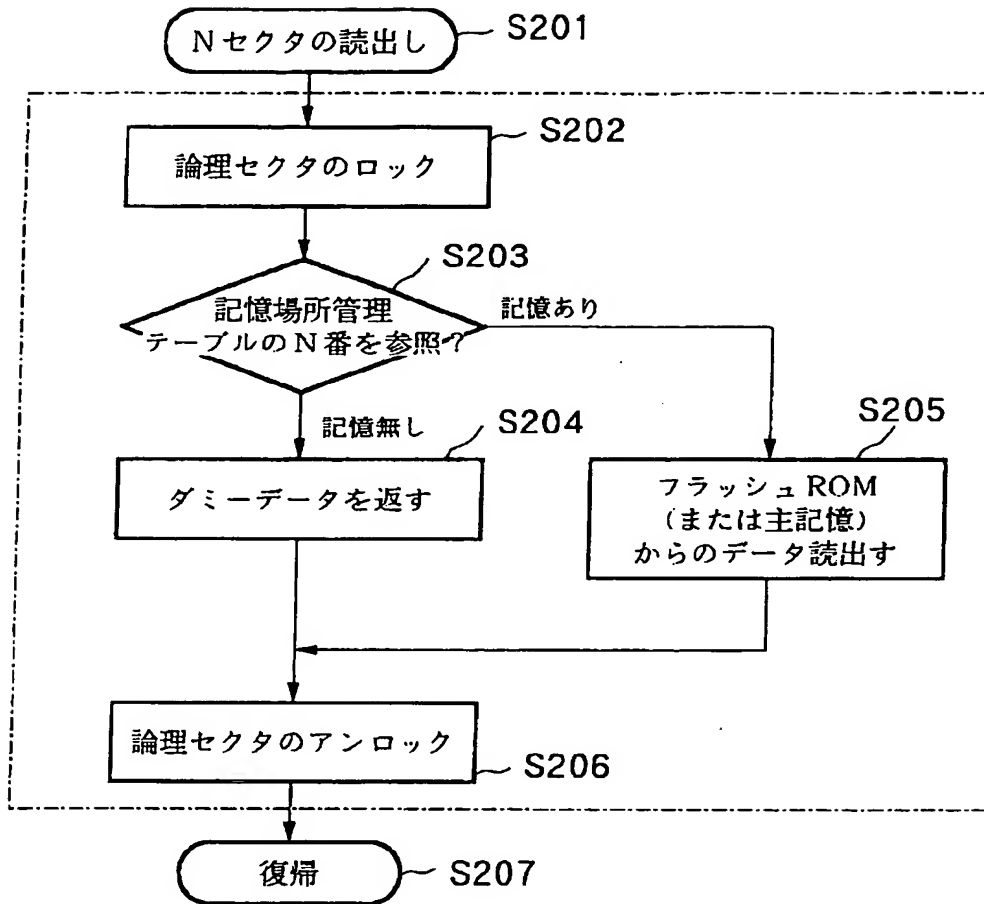 Nセクタの読出し
S201
S202
論理セクタのロック
S203
記憶場所管理
テーブルのN番を参照?
記憶あり
記憶無し
S204
S205
ダミーデータを返す
フラッシュROM
(または主記憶)
からのデータ読出す
論理セクタのアンロック
S206
復帰
S207